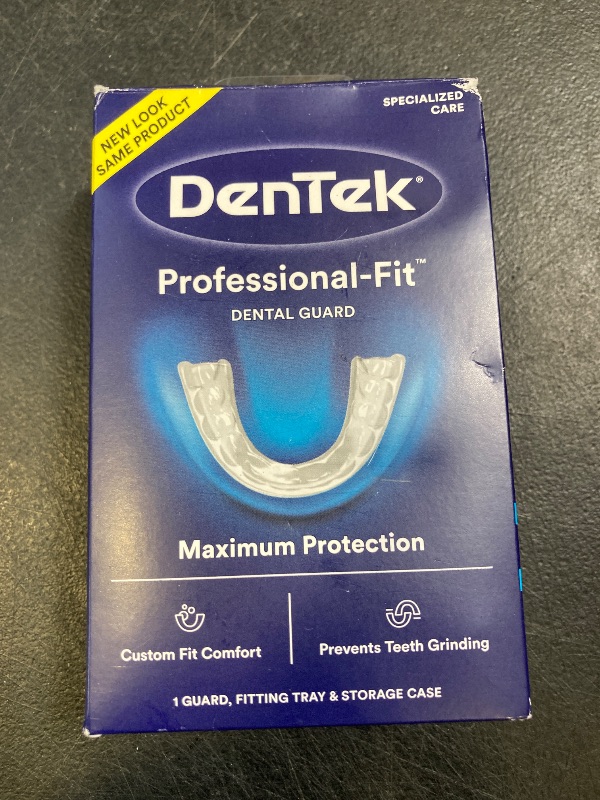 NEW LOOK
SAME PRODUCT
SPECIALIZED
CARE
DenTek®
Professional-Fit™
DENTAL GUARD
Maximum Protection
Custom Fit Comfort
Prevents Teeth Grinding
1 GUARD, FITTING TRAY & STORAGE CASE